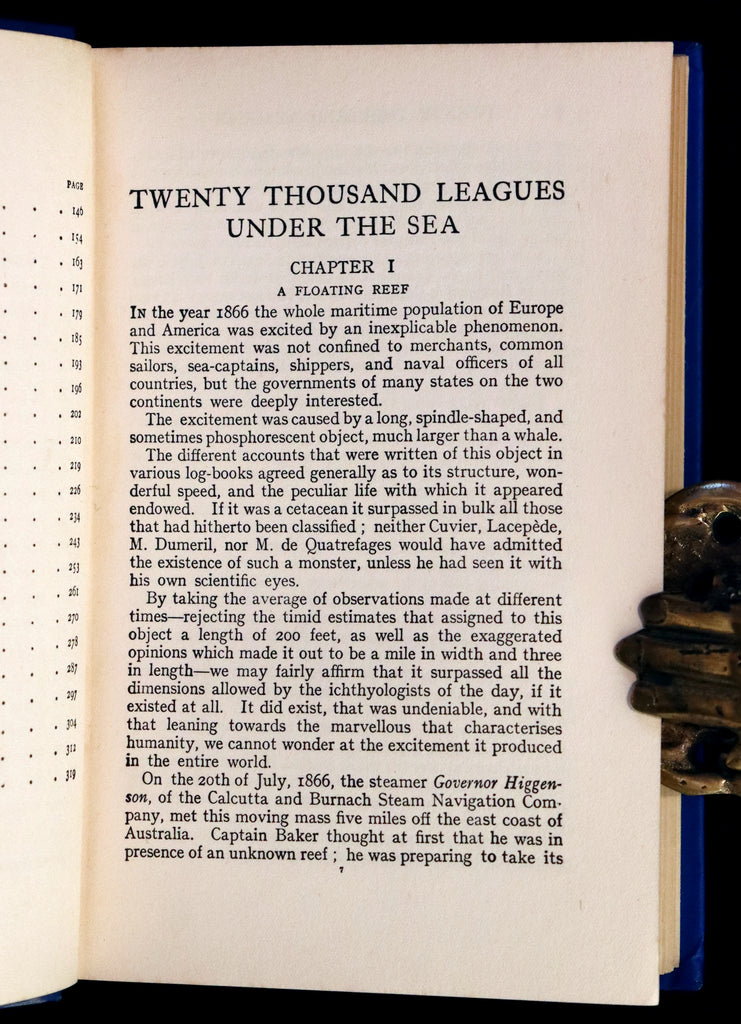 PAGE
146
154
163
171
179
185
193
196
202
210
219
226
234
243
253
261
270
278
287
297
304
312
319
TWENTY THOUSAND LEAGUES
UNDER THE SEA
CHAPTER I
A FLOATING REEF
IN the year 1866 the whole maritime population of Europe
and America was excited by an inexplicable phenomenon.
This excitement was not confined to merchants, common
sailors, sea-captains, shippers, and naval officers of all
countries, but the governments of many states on the two
continents were deeply interested.
The excitement was caused by a long, spindle-shaped, and
sometimes phosphorescent object, much larger than a whale.
The different accounts that were written of this object in
various log-books agreed generally as to its structure, won-
derful speed, and the peculiar life with which it appeared
endowed. If it was a cetacean it surpassed in bulk all those
that had hitherto been classified ; neither Cuvier, Lacepède,
M. Dumeril, nor M. de Quatrefages would have admitted
the existence of such a monster, unless he had seen it with
his own scientific eyes.
By taking the average of observations made at different
times—rejecting the timid estimates that assigned to this
object a length of 200 feet, as well as the exaggerated
opinions which made it out to be a mile in width and three
in length—we may fairly affirm that it surpassed all the
dimensions allowed by the ichthyologists of the day, if it
existed at all. It did exist, that was undeniable, and with
that leaning towards the marvellous that characterises
humanity, we cannot wonder at the excitement it produced
in the entire world.
On the 20th of July, 1866, the steamer Governor Higgen-
son, of the Calcutta and Burnach Steam Navigation Com-
pany, met this moving mass five miles off the east coast of
Australia. Captain Baker thought at first that he was in
presence of an unknown reef ; he was preparing to take its
7